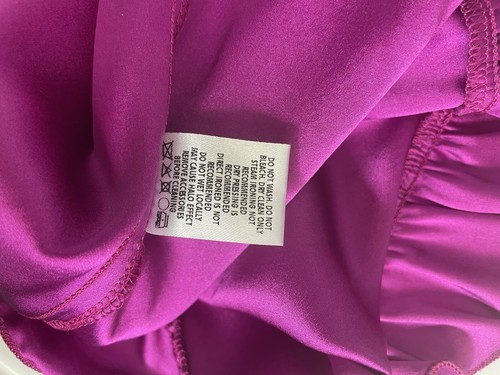 DO NOT WASH. DO NOT
BLEACH. DRY CLEAN ONLY
STEAM IRONING NOT
RECOMMENDED
DRY PRESSING IS
RECOMMENDED
DIRECT IRONED IS NOT
RECOMMENDED
DO NOT WET LOCALLY
MAY CAUSE HALO EFFECT
REMOVE ACCESSORIES
BEFORE CLEANING